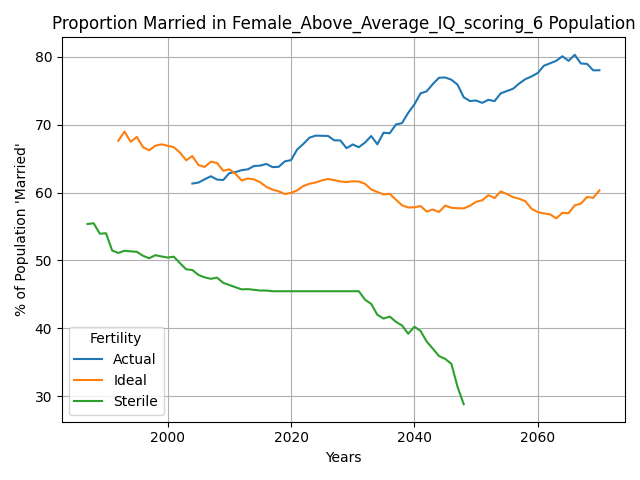 Proportion Married in Female_Above_Average_IQ_scoring_6 Population
% of Population 'Married'
80
70
60
50
40
30
Fertility
Actual
Ideal
Sterile
2000
2020
2040
2060
Years